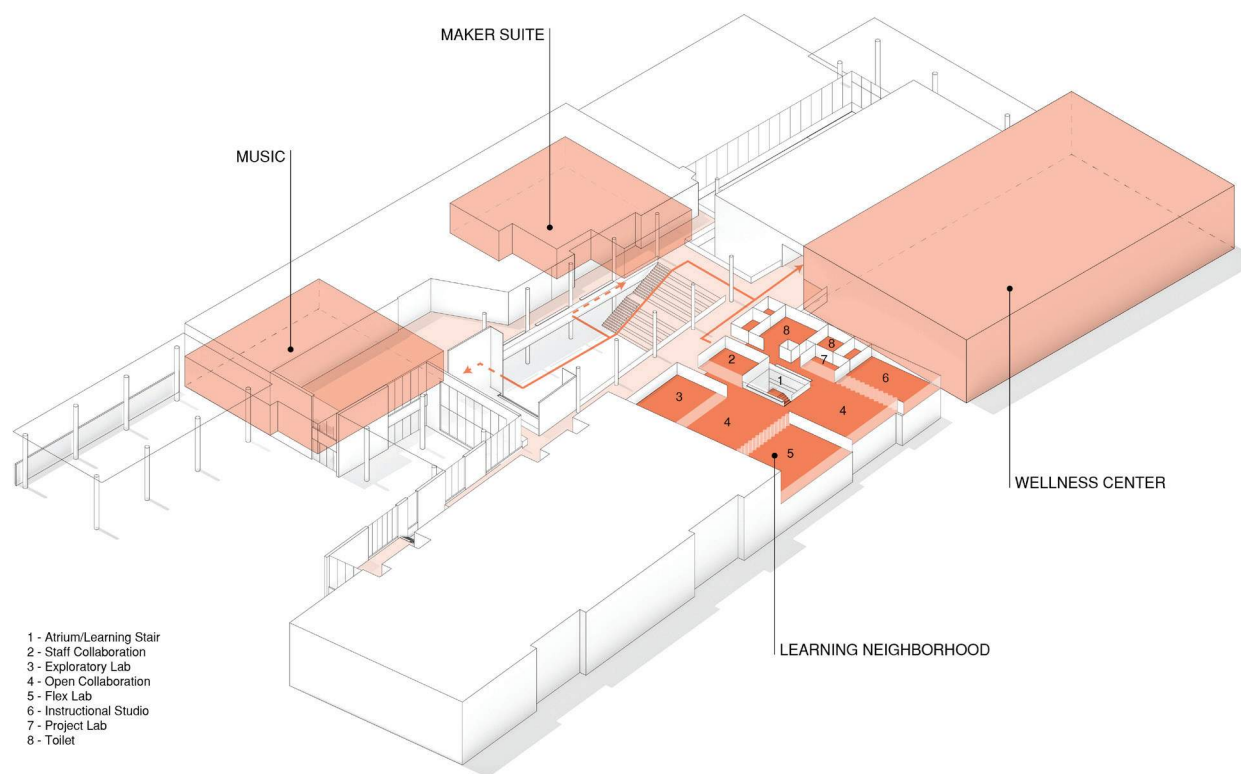 MAKER SUITE
MUSIC
8
8
2
7
1
6
3
4
4
5
WELLNESS CENTER
LEARNING NEIGHBORHOOD
1 - Atrium/Learning Stair
2 - Staff Collaboration
3 - Exploratory Lab
4 - Open Collaboration
5 - Flex Lab
6 - Instructional Studio
7 - Project Lab
8 - Toilet